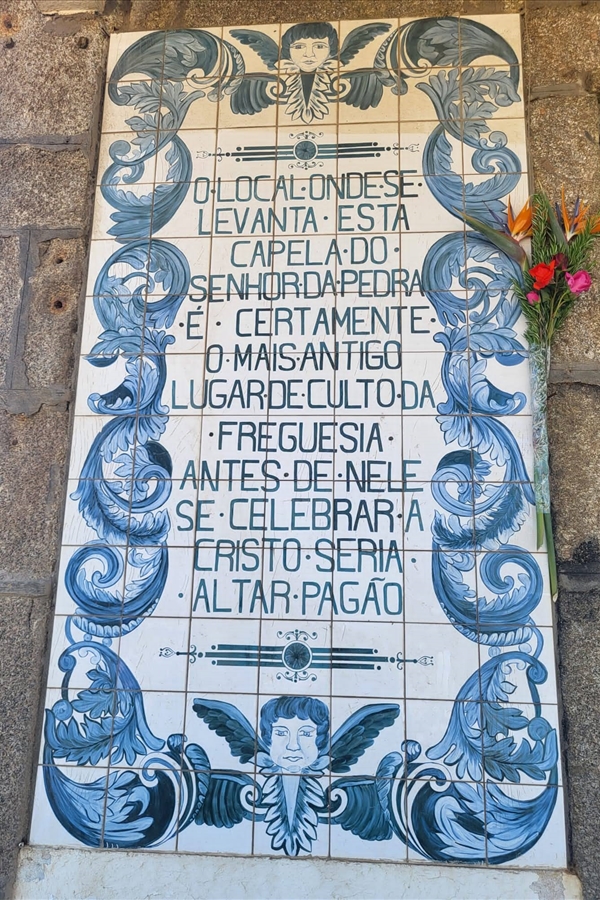 O·LOCAL·ONDE·SE·
LEVANTA·ESTA
CAPELA·DO·
SENHOR·DA·PEDRA
·É·CERTAMENTE·
O·MAIS·ANTIGO
LUGAR·DE·CULTO·DA
·FREGUESIA·
ANTES·DE·NELE
SE·CELEBRAR·A
CRISTO·SERIA·
·ALTAR·PAGÃO